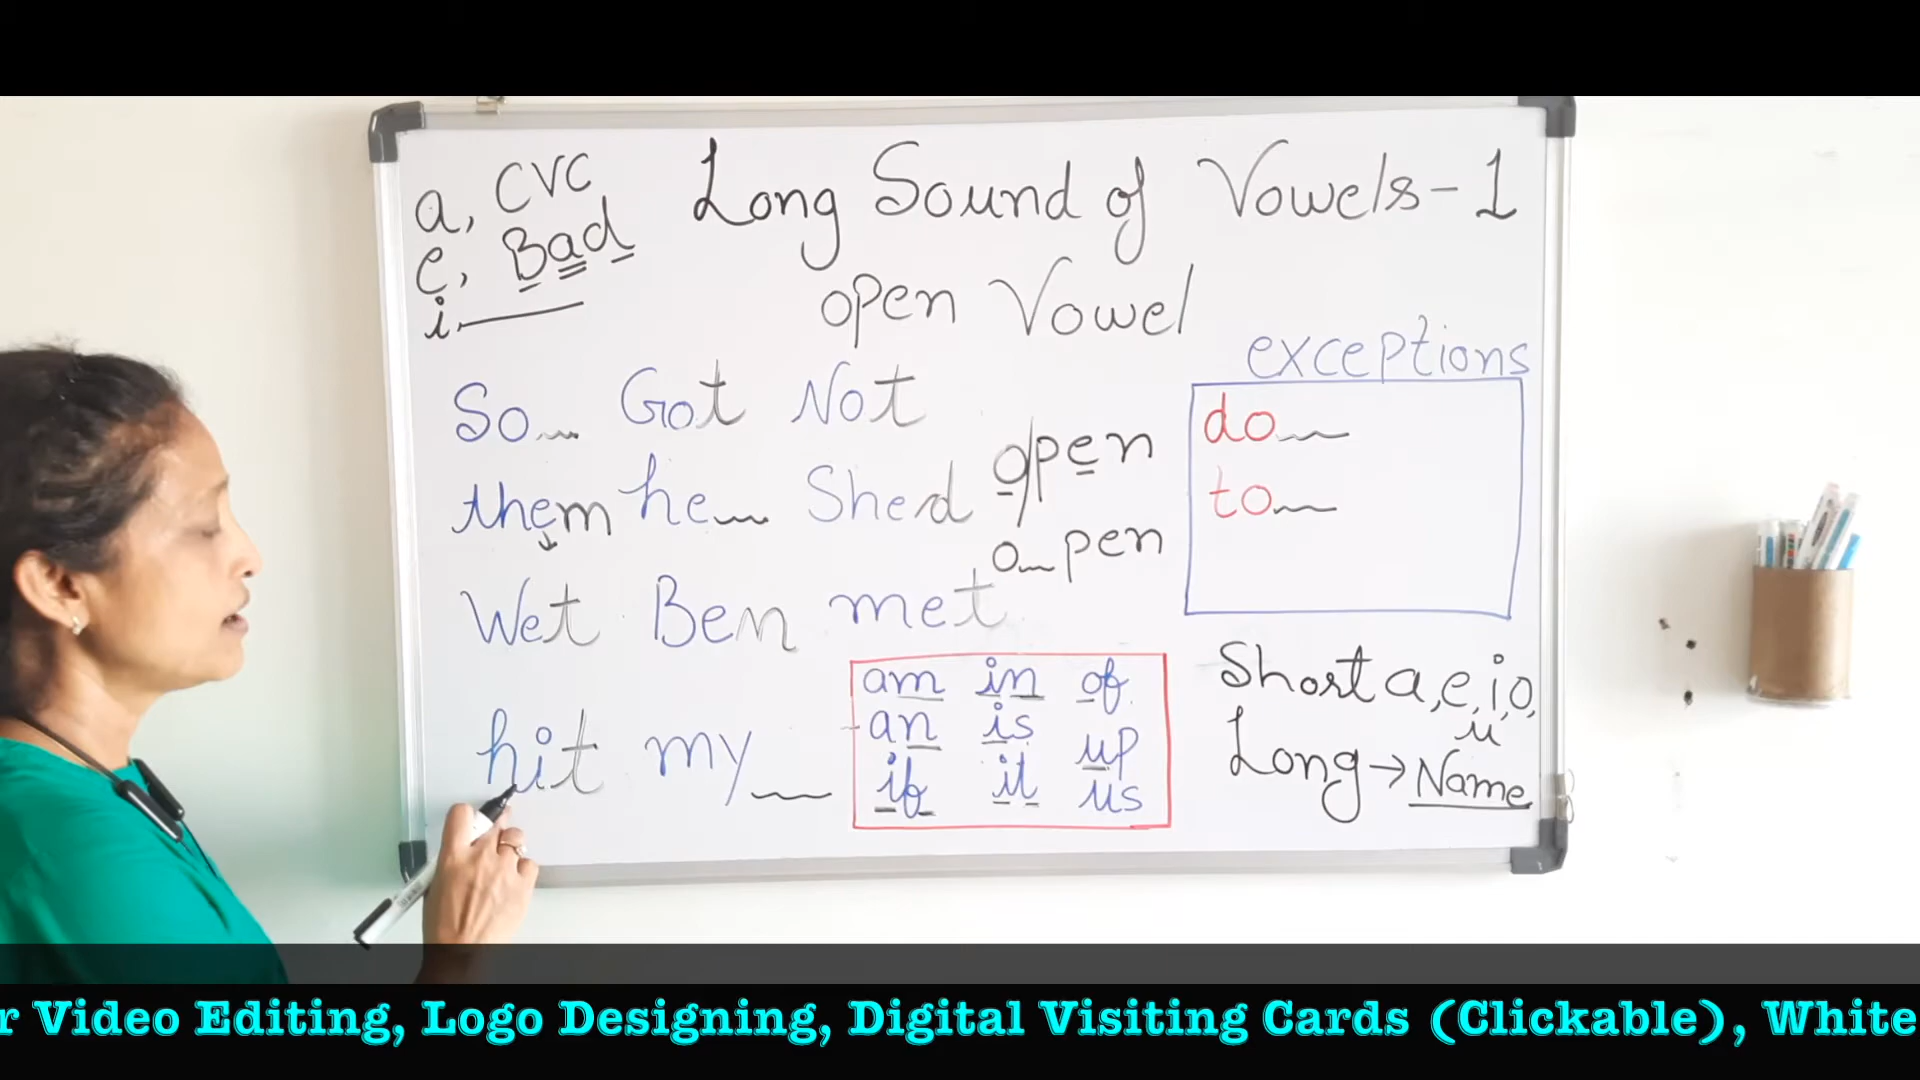 a, CVC Long Sound of Vowels-1
e, Bad
i
open Vowel
exceptions
So Got Not
do
open
them he Shed
to
o pen
Wet Ben met
Short a, e, i, o, u
am in of
an is up
if it us
hit my
Long → Name
r Video Editing, Logo Designing, Digital Visiting Cards (Clickable), White